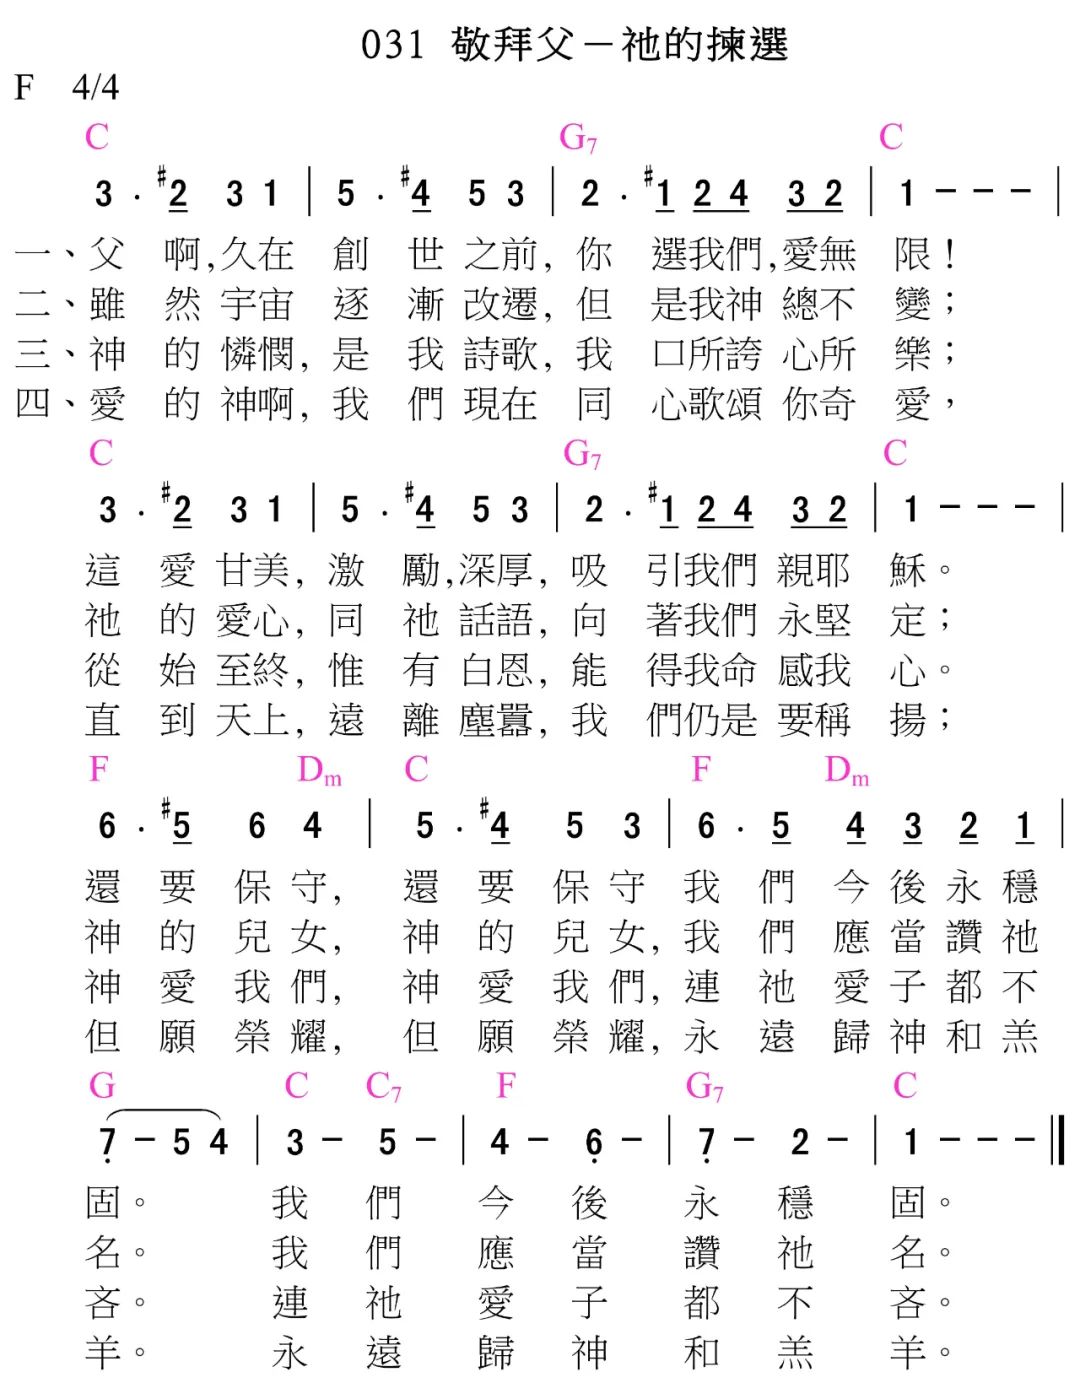 031 敬拜父－祂的揀選
F 4/4
C G7 C
3 . #2 3 1 | 5 . #4 5 3 | 2 . #1 2 4 3 2 | 1 － － － |
一、父 啊,久在 創 世 之前, 你 選我們,愛無 限！
二、雖 然 宇宙 逐 漸 改遷, 但 是我神 總不 變；
三、神 的 憐憫, 是 我 詩歌, 我 口所誇 心所 樂；
四、愛 的 神啊, 我 們 現在 同 心歌頌 你奇 愛，
C G7 C
3 . #2 3 1 | 5 . #4 5 3 | 2 . #1 2 4 3 2 | 1 － － － |
這 愛 甘美, 激 勵,深厚, 吸 引我們 親耶 穌。
祂 的 愛心, 同 祂 話語, 向 著我們 永堅 定；
從 始 至終, 惟 有 白恩, 能 得我命 感我 心。
直 到 天上, 遠 離 塵囂, 我 們仍是 要稱 揚；
F Dm C F Dm
6 . #5 6 4 | 5 . #4 5 3 | 6 . 5 4 3 2 1 |
還 要 保 守, 還 要 保 守 我 們 今 後 永 穩
神 的 兒 女, 神 的 兒 女, 我 們 應 當 讚 祂
神 愛 我 們, 神 愛 我 們, 連 祂 愛 子 都 不
但 願 榮 耀, 但 願 榮 耀, 永 遠 歸 神 和 羔
G C C7 F G7 C
7 － 5 4 | 3 － 5 － | 4 － 6 － | 7 － 2 － | 1 － － － ‖
固。 我 們 今 後 永 穩 固。
名。 我 們 應 當 讚 祂 名。
吝。 連 祂 愛 子 都 不 吝。
羊。 永 遠 歸 神 和 羔 羊。